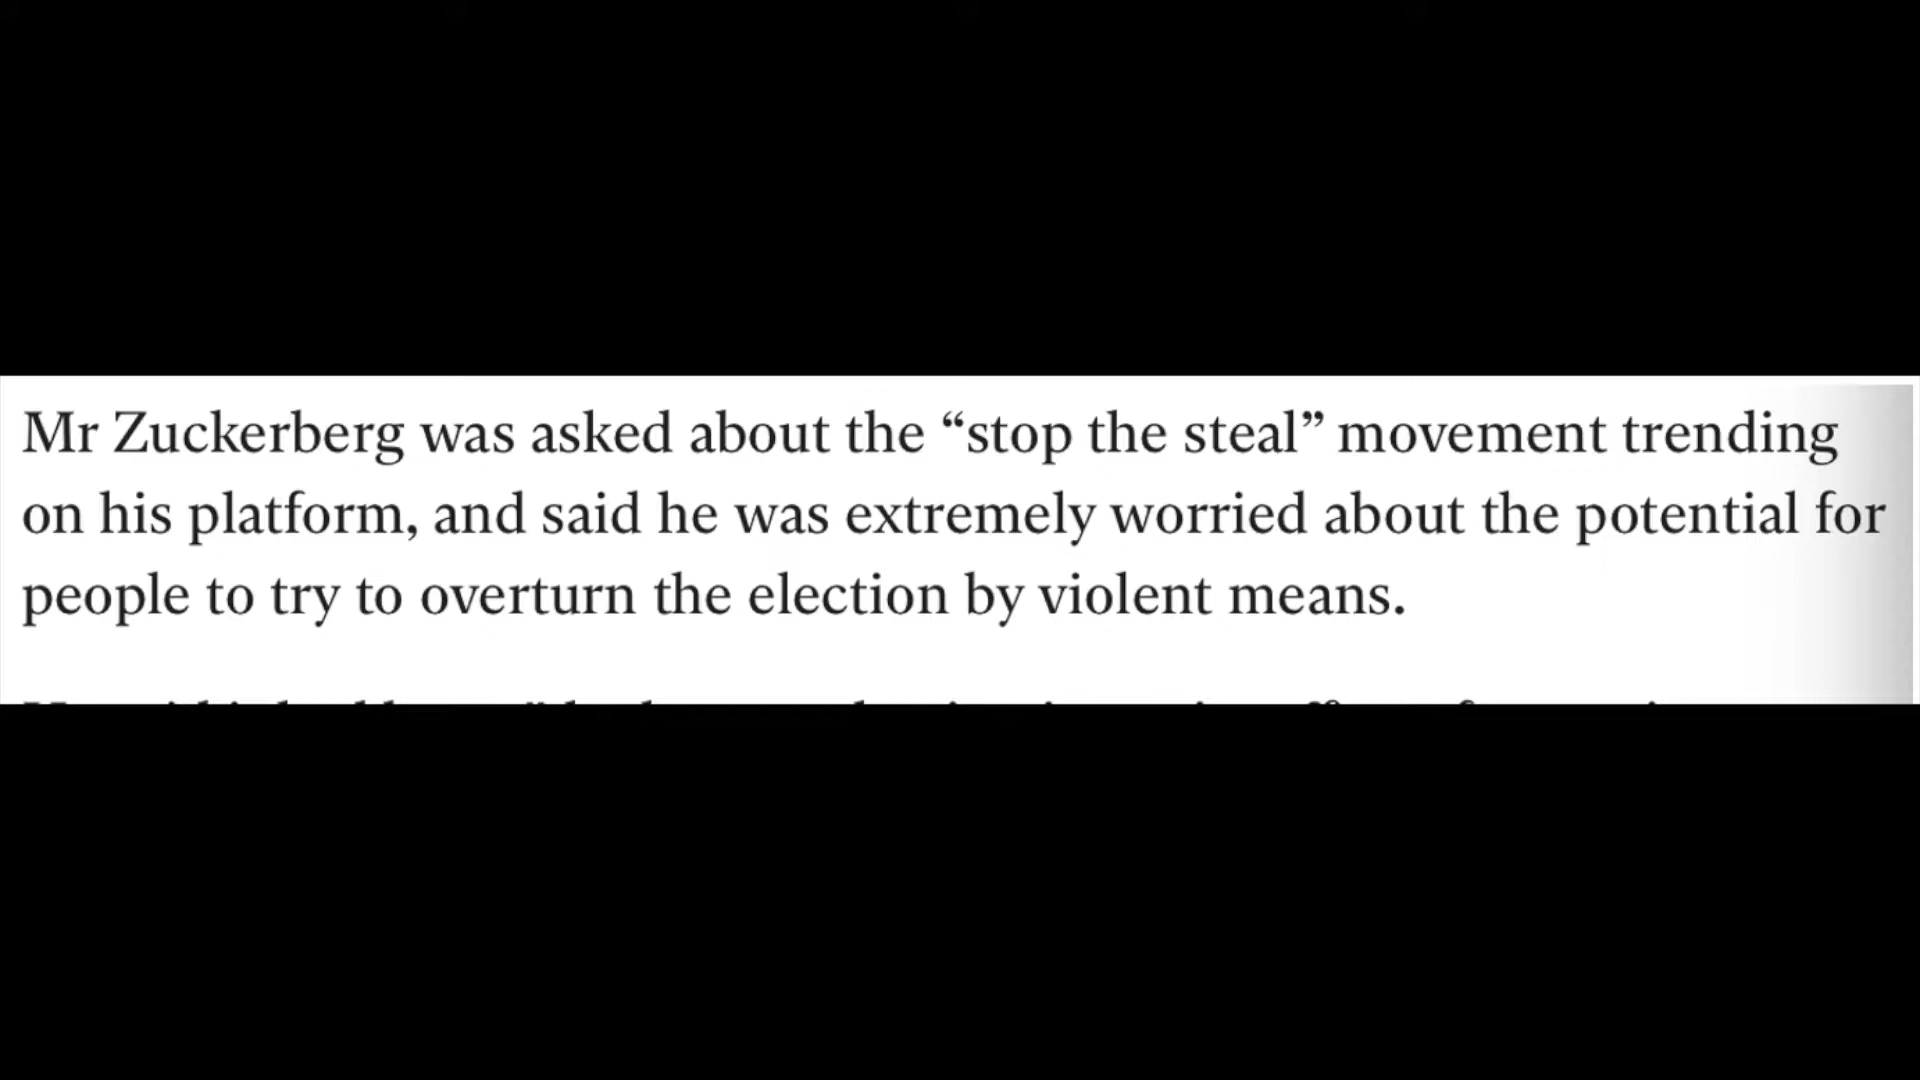 Mr Zuckerberg was asked about the “stop the steal” movement trending
on his platform, and said he was extremely worried about the potential for
people to try to overturn the election by violent means.